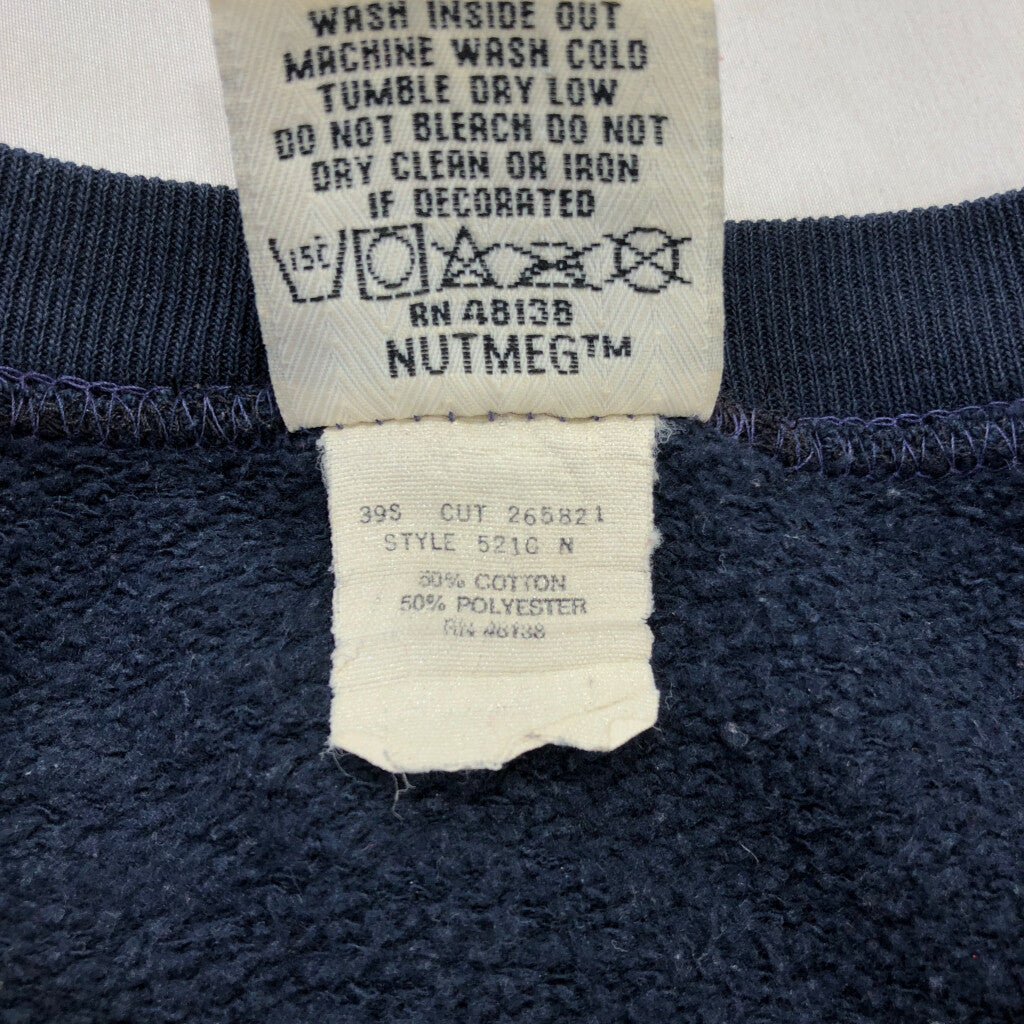 WASH INSIDE OUT
MACHINE WASH COLD
TUMBLE DRY LOW
DO NOT BLEACH DO NOT
DRY CLEAN OR IRON
IF DECORATED
15C
RN 48138
NUTMEG™
39S CUT 265821
STYLE 521C N
50% COTTON
50% POLYESTER
RN 48138